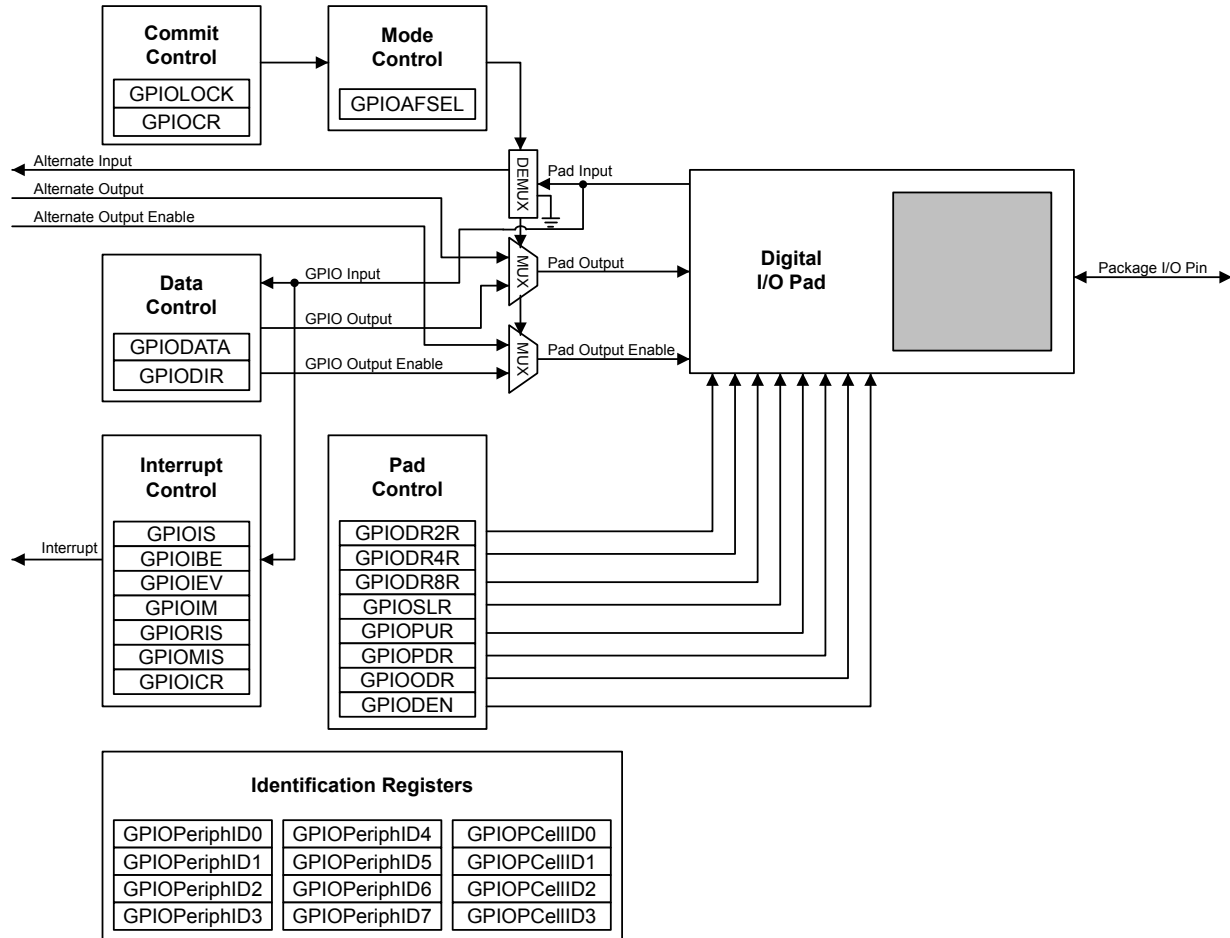 Commit
Control
GPIOLOCK
GPIOCR
Mode
Control
GPIOAFSEL
Alternate Input
Alternate Output
Alternate Output Enable
DEMUX
Pad Input
MUX
Pad Output
MUX
Pad Output Enable
Digital
I/O Pad
Package I/O Pin
Data
Control
GPIODATA
GPIODIR
GPIO Input
GPIO Output
GPIO Output Enable
Interrupt
Control
GPIOIS
GPIOIBE
GPIOIEV
GPIOIM
GPIORIS
GPIOMIS
GPIOICR
Interrupt
Pad
Control
GPIODR2R
GPIODR4R
GPIODR8R
GPIOSLR
GPIOPUR
GPIOPDR
GPIOODR
GPIODEN
Identification Registers
GPIOPeriphID0
GPIOPeriphID1
GPIOPeriphID2
GPIOPeriphID3
GPIOPeriphID4
GPIOPeriphID5
GPIOPeriphID6
GPIOPeriphID7
GPIOPCellID0
GPIOPCellID1
GPIOPCellID2
GPIOPCellID3